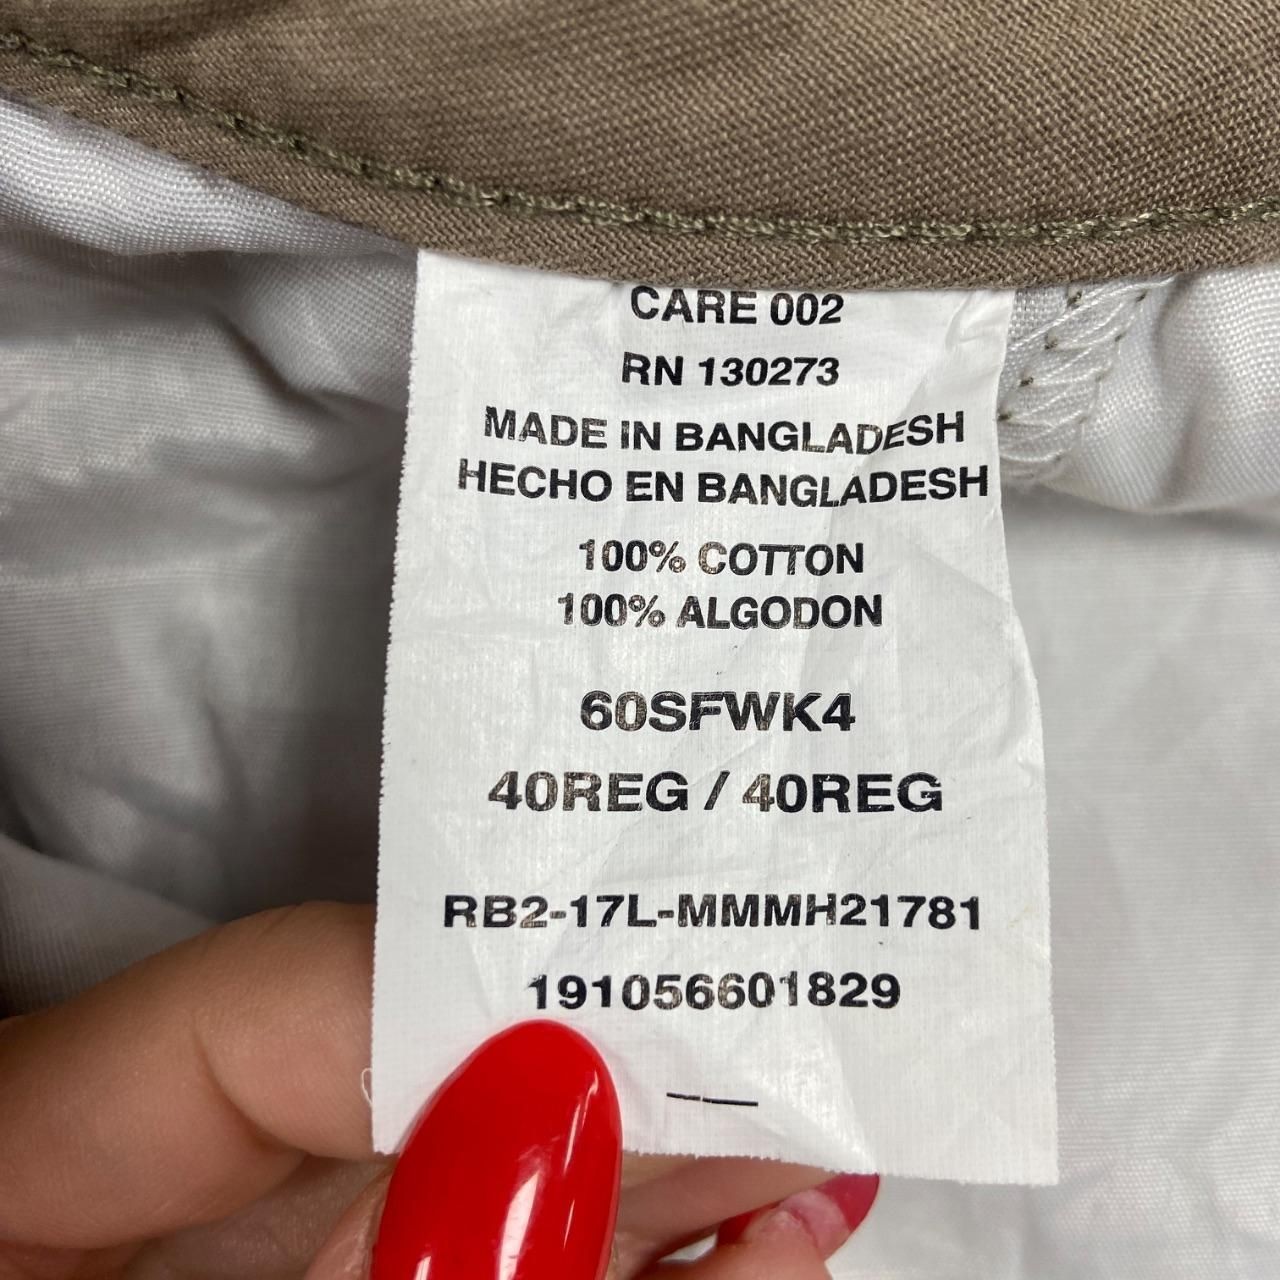 CARE 002
RN 130273
MADE IN BANGLADESH
HECHO EN BANGLADESH
100% COTTON
100% ALGODON
60SFWK4
40REG / 40REG
RB2-17L-MMMH21781
191056601829